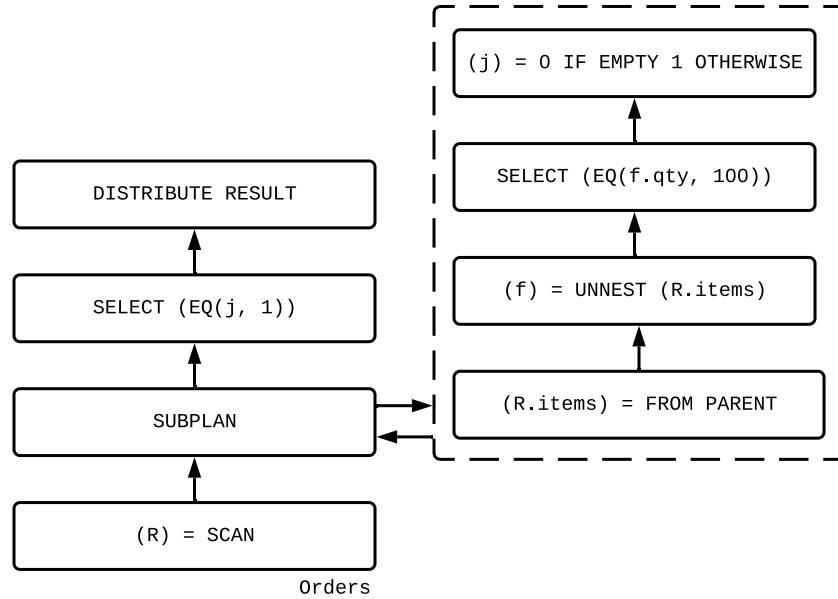 (j) = 0 IF EMPTY 1 OTHERWISE
SELECT (EQ(f.qty, 100))
(f) = UNNEST (R.items)
(R.items) = FROM PARENT
DISTRIBUTE RESULT
SELECT (EQ(j, 1))
SUBPLAN
(R) = SCAN
Orders